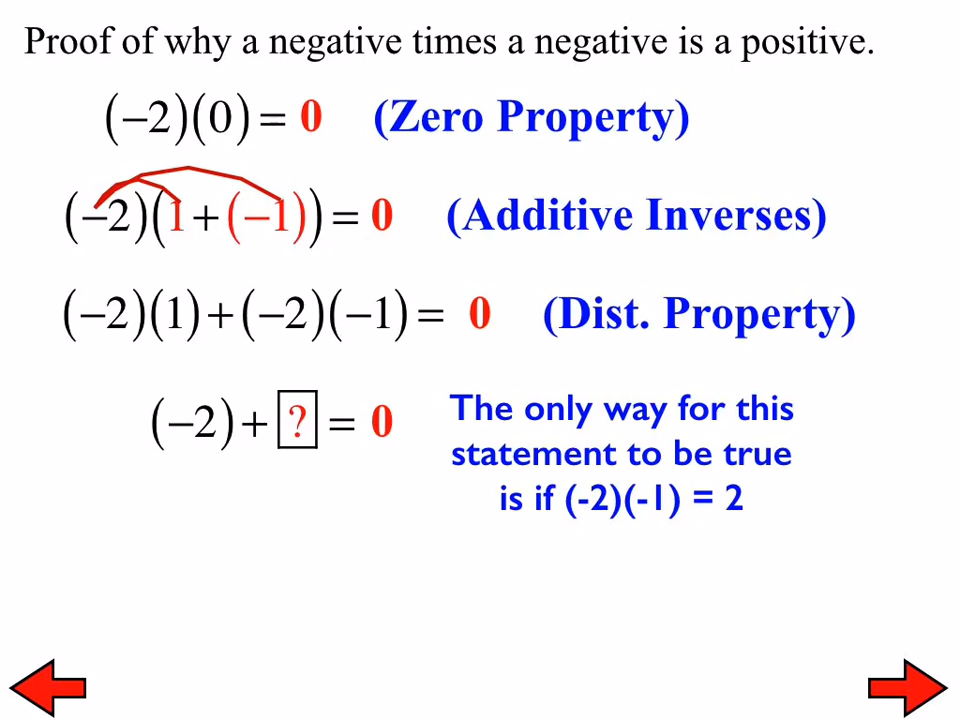 Proof of why a negative times a negative is a positive.
(−2)(0) = 0 (Zero Property)
(−2)(1 + (−1)) = 0 (Additive Inverses)
(−2)(1) + (−2)(−1) = 0 (Dist. Property)
(−2) + ? = 0
The only way for this
statement to be true
is if (-2)(-1) = 2